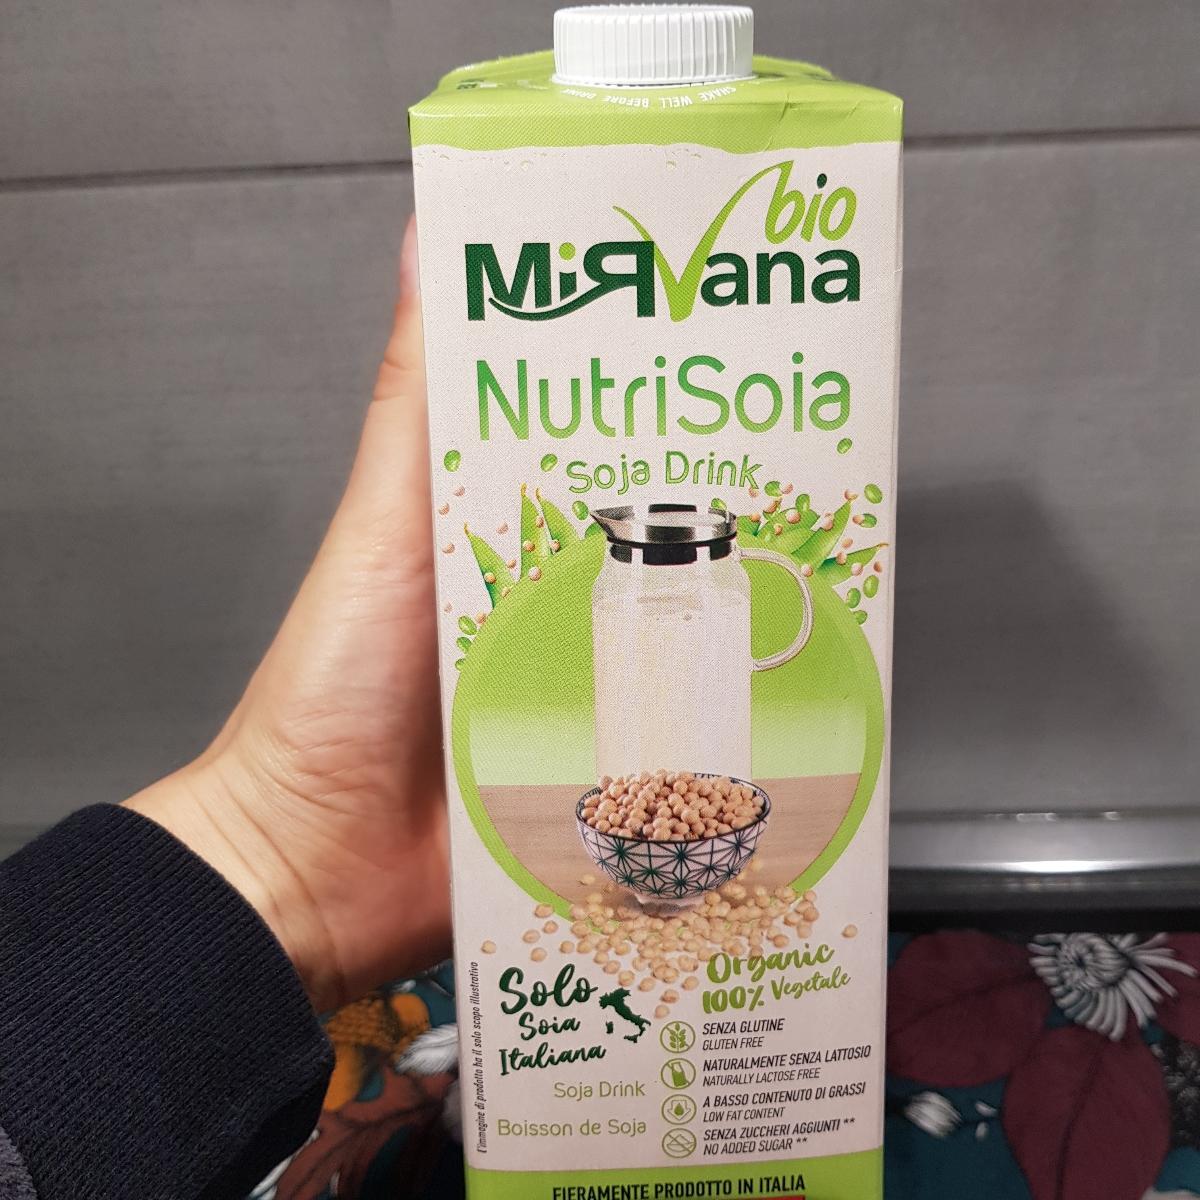 SHAKE WELL BEFORE DRINK
bio
MiRVana
NutriSoia
Soja Drink
Solo
Soia
Italiana
Soja Drink
Boisson de Soja
L'immagine di prodotto ha il solo scopo illustrativo
Organic
100% Vegetale
SENZA GLUTINE
GLUTEN FREE
NATURALMENTE SENZA LATTOSIO
NATURALLY LACTOSE FREE
A BASSO CONTENUTO DI GRASSI
LOW FAT CONTENT
SENZA ZUCCHERI AGGIUNTI **
NO ADDED SUGAR **
FIERAMENTE PRODOTTO IN ITALIA